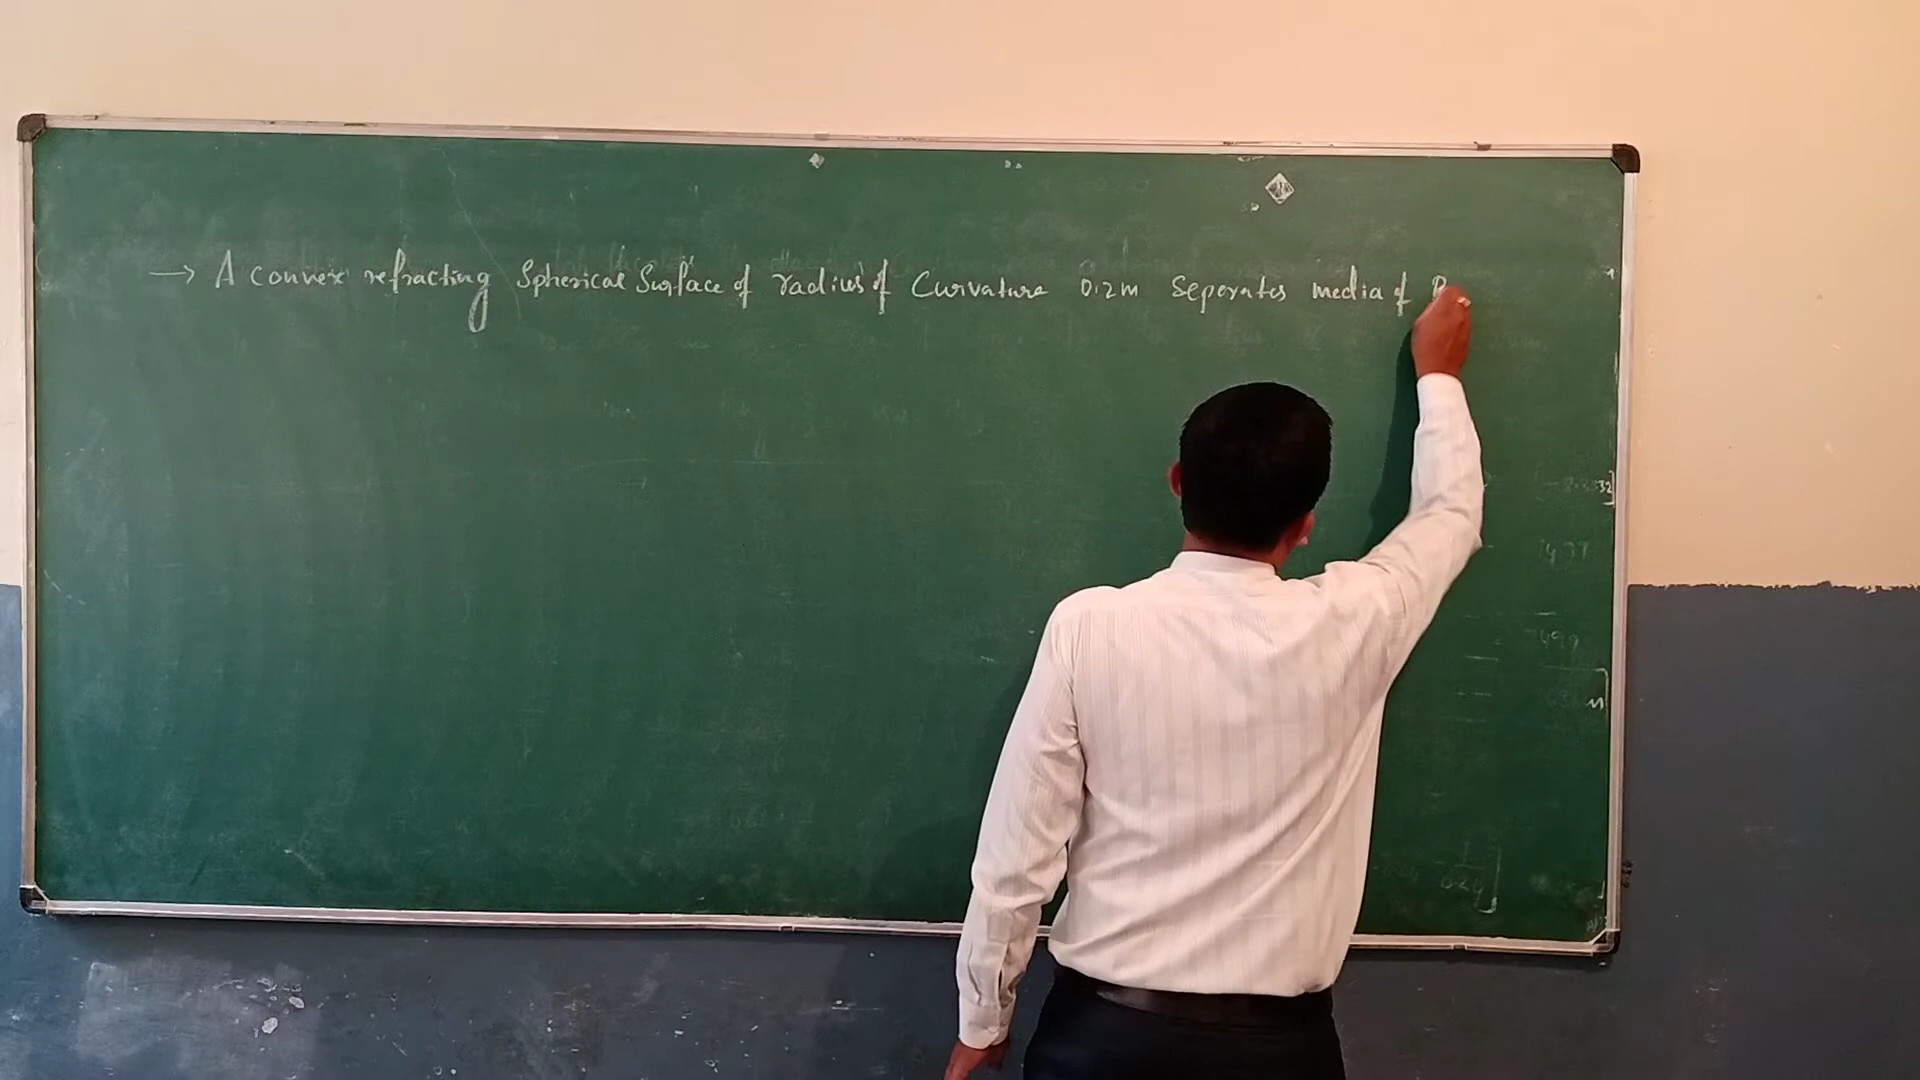 → A convex refracting Spherical Surface of radius of Curvature 0.2m Seperates media of R